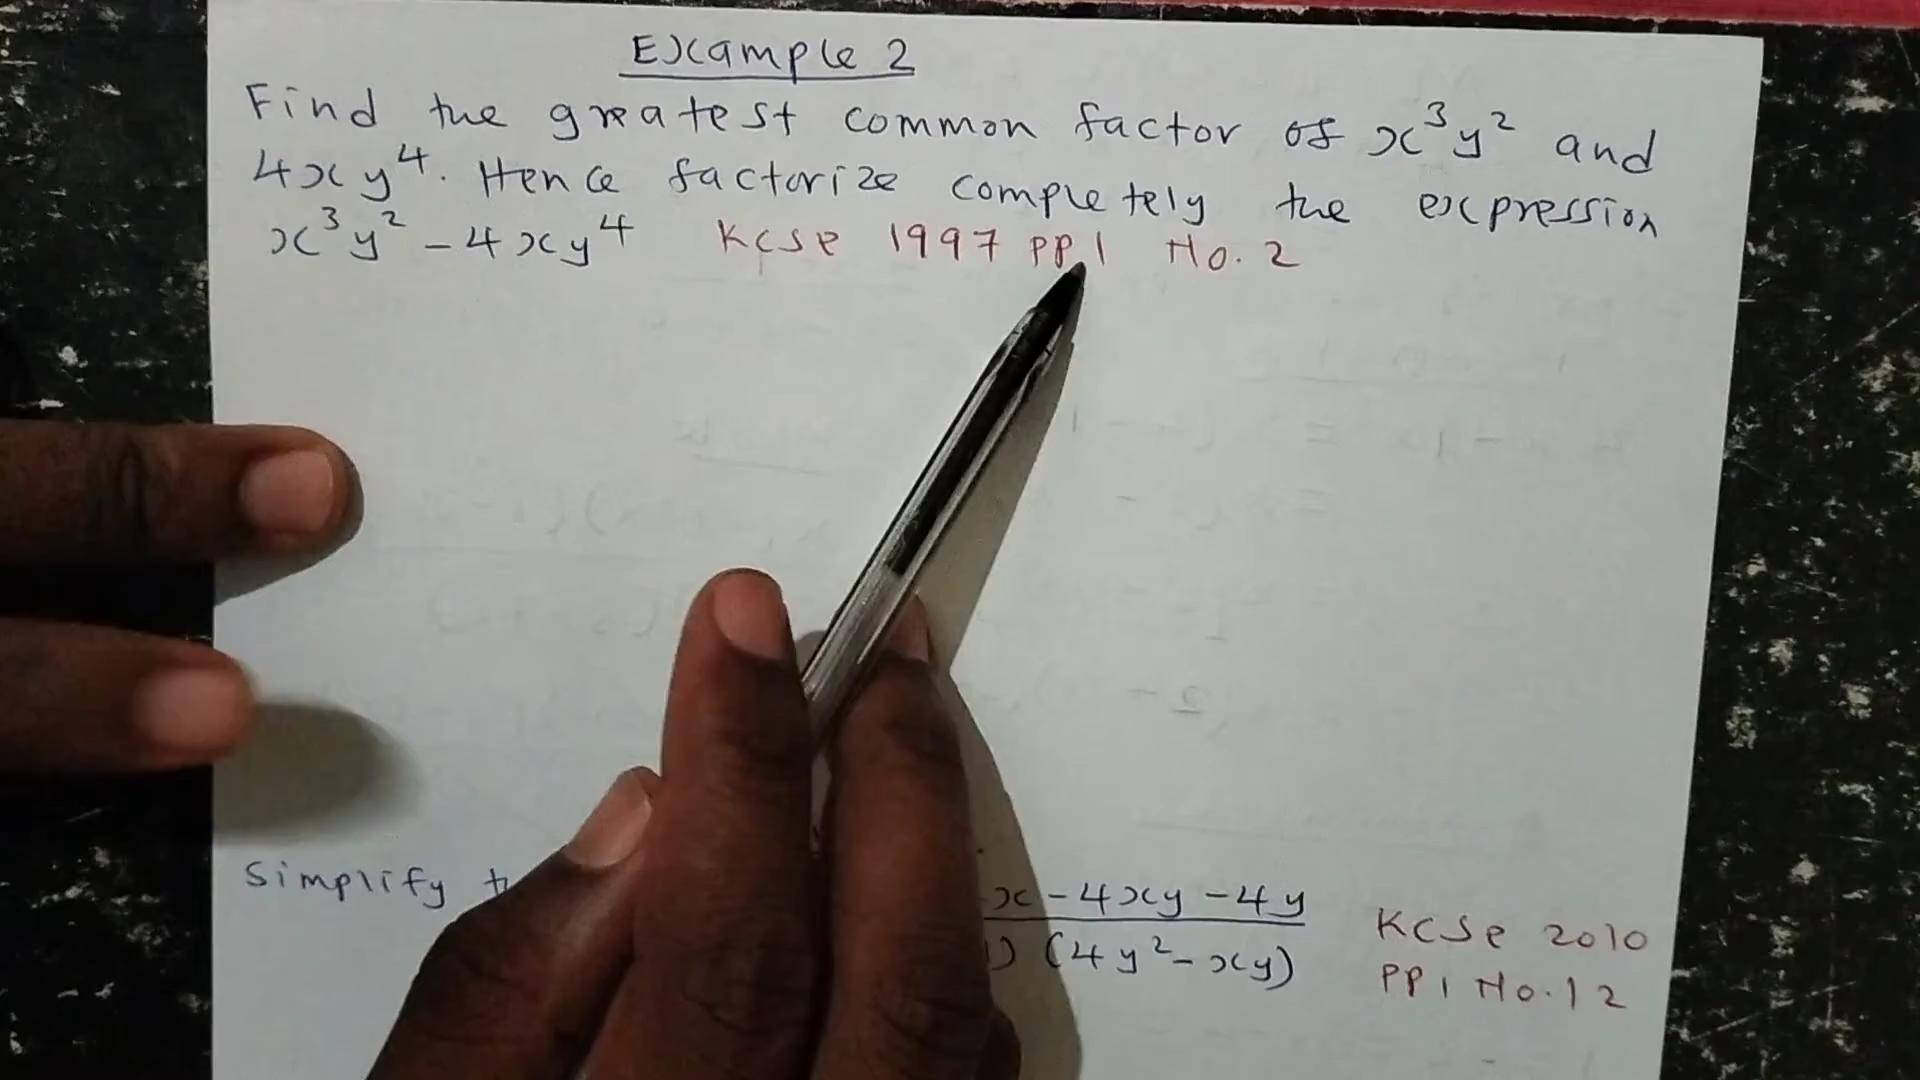 Example 2
Find the greatest common factor of x³y² and
4xy⁴. Hence factorize completely the expression
x³y² - 4xy⁴ KCSE 1997 PP1 No. 2
Simplify
x - 4xy - 4y
1) (4y² - xy)
KCSE 2010
PP1 No. 12